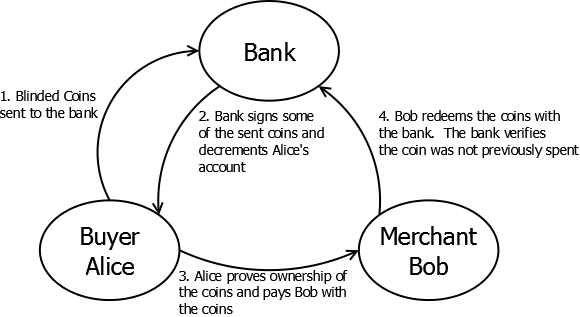 Bank
1. Blinded Coins
sent to the bank
2. Bank signs some
of the sent coins and
decrements Alice's
account
4. Bob redeems the coins with
the bank.  The bank verifies
the coin was not previously spent
Buyer
Alice
Merchant
Bob
3. Alice proves ownership of
the coins and pays Bob with
the coins